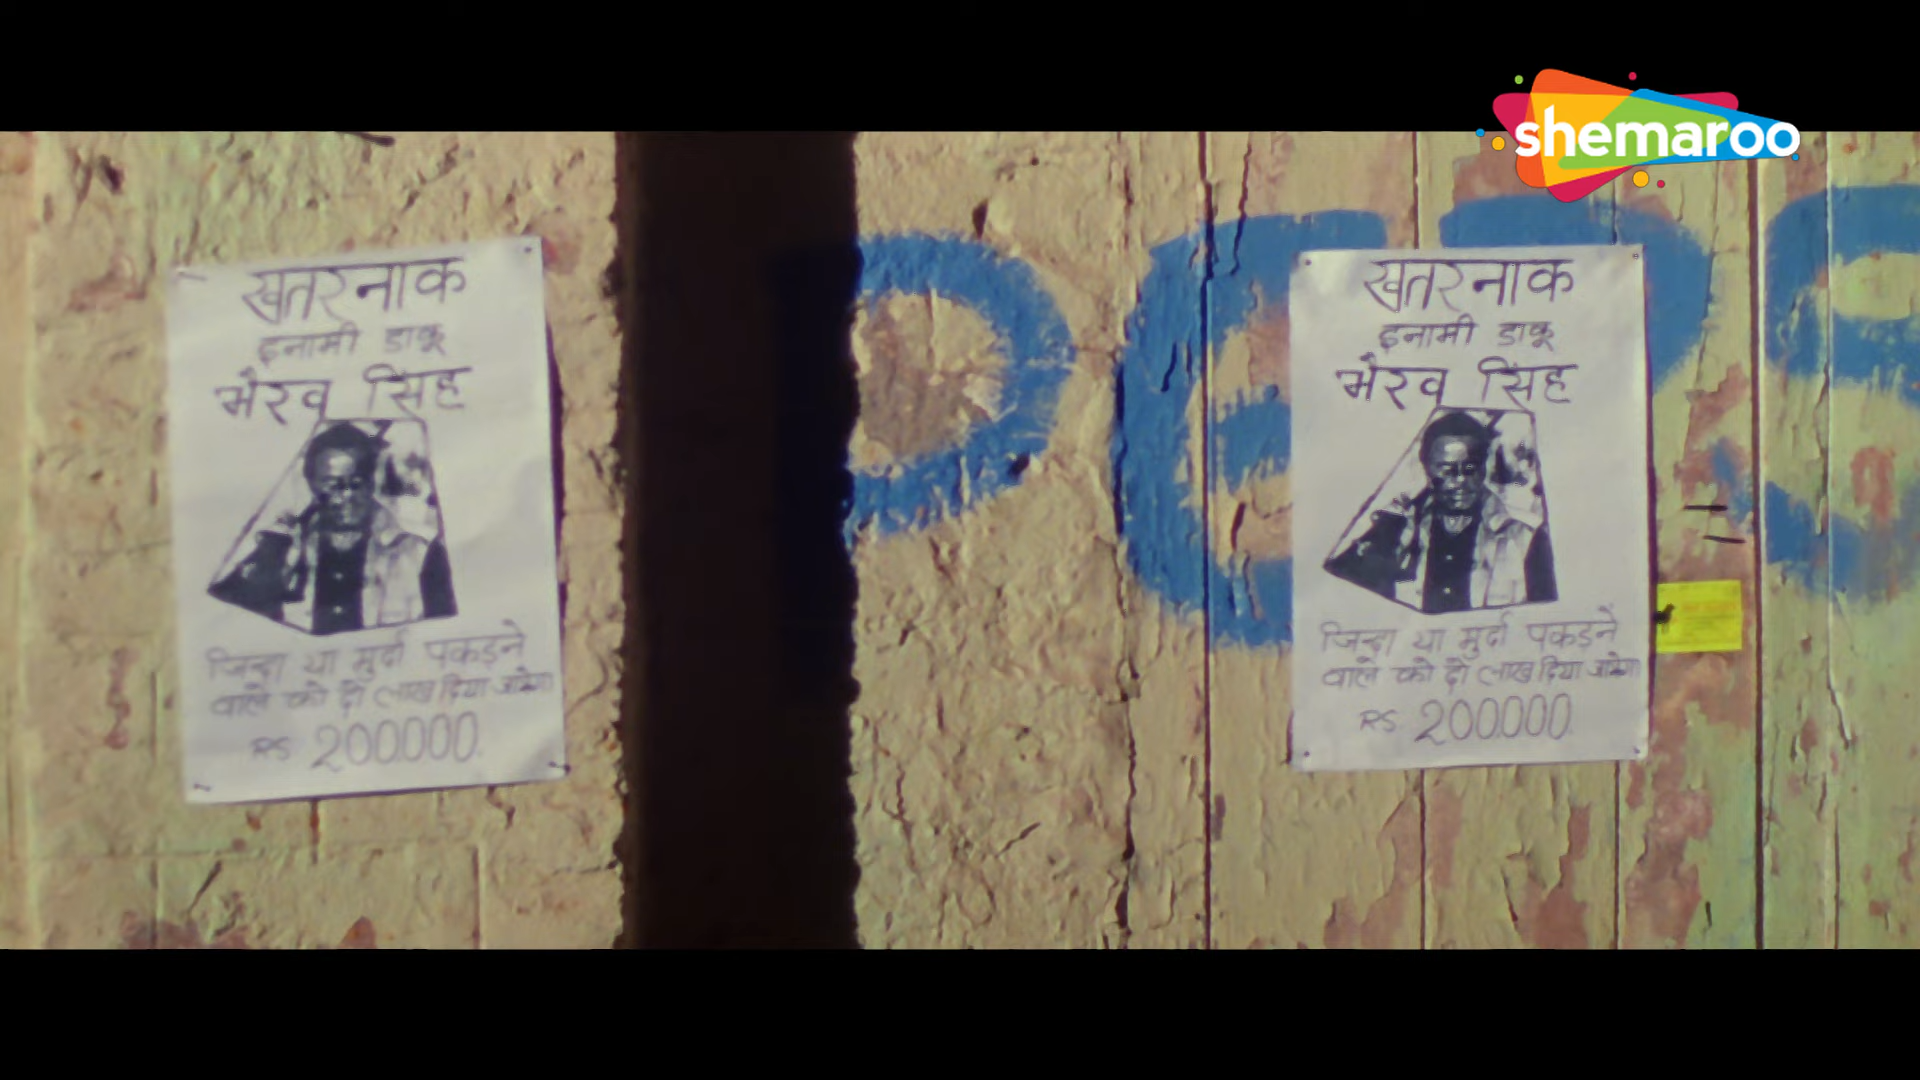 shemaroo
खतरनाक
इनामी डाकू
भैरव सिंह
जिन्दा या मुर्दा पकड़ने
वाले को दो लाख दिया जायेगा
RS. 200000.
खतरनाक
इनामी डाकू
भैरव सिंह
जिन्दा या मुर्दा पकड़ने
वाले को दो लाख दिया जायेगा
RS. 200000.